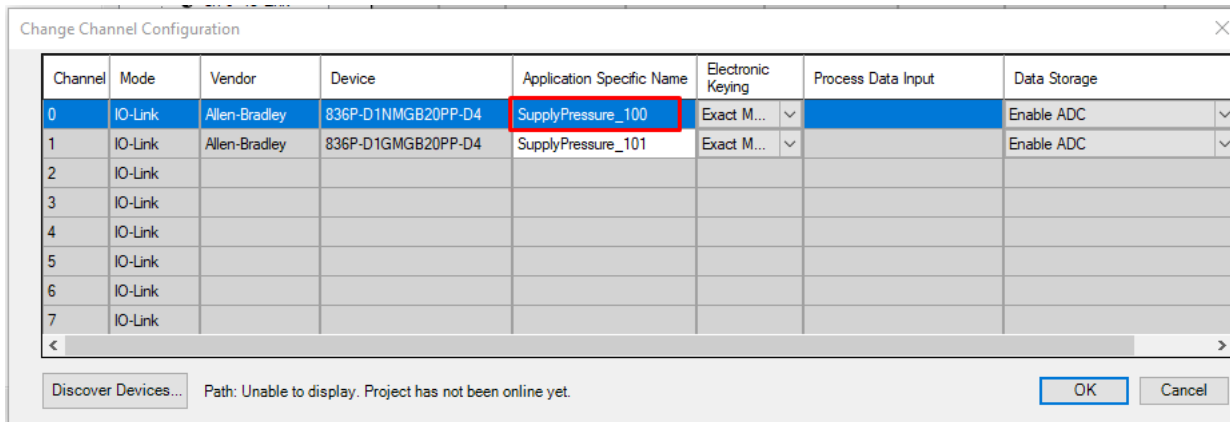 Change Channel Configuration
Channel Mode Vendor Device Application Specific Name Electronic Keying Process Data Input Data Storage
0 IO-Link Allen-Bradley 836P-D1NMGB20PP-D4 SupplyPressure_100 Exact M... Enable ADC
1 IO-Link Allen-Bradley 836P-D1GMGB20PP-D4 SupplyPressure_101 Exact M... Enable ADC
2 IO-Link
3 IO-Link
4 IO-Link
5 IO-Link
6 IO-Link
7 IO-Link
Discover Devices... Path: Unable to display. Project has not been online yet. OK Cancel